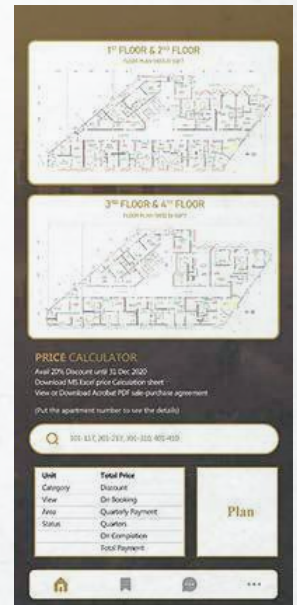 1ST FLOOR & 2ND FLOOR
3RD FLOOR & 4TH FLOOR
PRICE CALCULATOR
Avail 20% Discount until 31 Dec 2020
Download MS Excel price Calculation sheet
View or Download Acrobat PDF sale-purchase agreement
(Put the apartment number to see the details)
Unit Total Price
Category Discount
View On Booking
Area Quarterly Payment
Status Quarters
On Completion
Total Payment
Plan